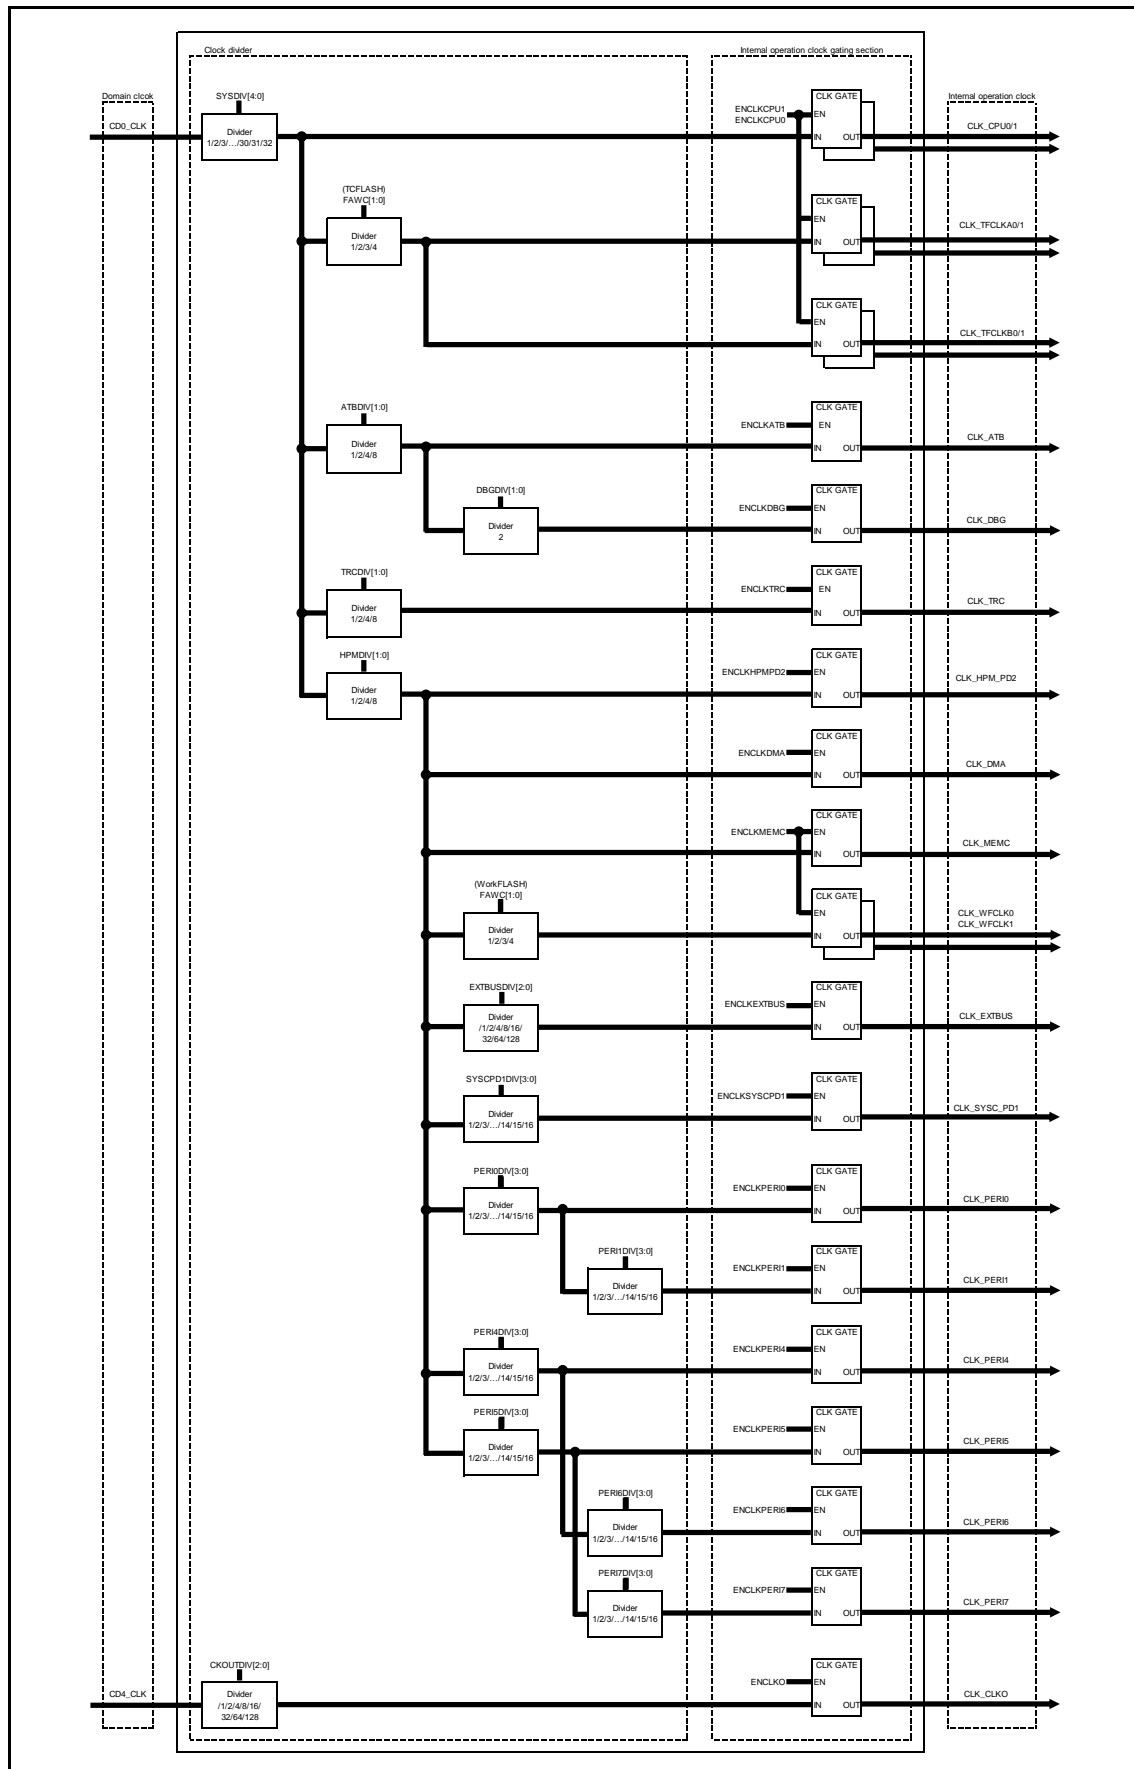 Clock divider
Internal operation clock gating section
Domain clcok
Internal operation clock
SYSDIV[4:0]
CD0_CLK
Divider
1/2/3/…/30/31/32
ENCLKCPU1
ENCLKCPU0
CLK GATE
EN
IN
OUT
CLK_CPU0/1
(TCFLASH)
FAWC[1:0]
Divider
1/2/3/4
CLK GATE
EN
IN
OUT
CLK_TFCLKA0/1
CLK GATE
EN
IN
OUT
CLK_TFCLKB0/1
ATBDIV[1:0]
Divider
1/2/4/8
ENCLKATB
CLK GATE
EN
IN
OUT
CLK_ATB
DBGDIV[1:0]
Divider
2
ENCLKDBG
CLK GATE
EN
IN
OUT
CLK_DBG
TRCDIV[1:0]
Divider
1/2/4/8
ENCLKTRC
CLK GATE
EN
IN
OUT
CLK_TRC
HPMDIV[1:0]
Divider
1/2/4/8
ENCLKHPMPD2
CLK GATE
EN
IN
OUT
CLK_HPM_PD2
ENCLKDMA
CLK GATE
EN
IN
OUT
CLK_DMA
ENCLKMEMC
CLK GATE
EN
IN
OUT
CLK_MEMC
(WorkFLASH)
FAWC[1:0]
Divider
1/2/3/4
CLK GATE
EN
IN
OUT
CLK_WFCLK0
CLK_WFCLK1
EXTBUSDIV[2:0]
Divider
/1/2/4/8/16/
32/64/128
ENCLKEXTBUS
CLK GATE
EN
IN
OUT
CLK_EXTBUS
SYSCPD1DIV[3:0]
Divider
1/2/3/…/14/15/16
ENCLKSYSCPD1
CLK GATE
EN
IN
OUT
CLK_SYSC_PD1
PERI0DIV[3:0]
Divider
1/2/3/…/14/15/16
ENCLKPERI0
CLK GATE
EN
IN
OUT
CLK_PERI0
PERI1DIV[3:0]
Divider
1/2/3/…/14/15/16
ENCLKPERI1
CLK GATE
EN
IN
OUT
CLK_PERI1
PERI4DIV[3:0]
Divider
1/2/3/…/14/15/16
ENCLKPERI4
CLK GATE
EN
IN
OUT
CLK_PERI4
PERI5DIV[3:0]
Divider
1/2/3/…/14/15/16
ENCLKPERI5
CLK GATE
EN
IN
OUT
CLK_PERI5
PERI6DIV[3:0]
Divider
1/2/3/…/14/15/16
ENCLKPERI6
CLK GATE
EN
IN
OUT
CLK_PERI6
PERI7DIV[3:0]
Divider
1/2/3/…/14/15/16
ENCLKPERI7
CLK GATE
EN
IN
OUT
CLK_PERI7
CKOUTDIV[2:0]
CD4_CLK
Divider
/1/2/4/8/16/
32/64/128
ENCLKO
CLK GATE
EN
IN
OUT
CLK_CLKO